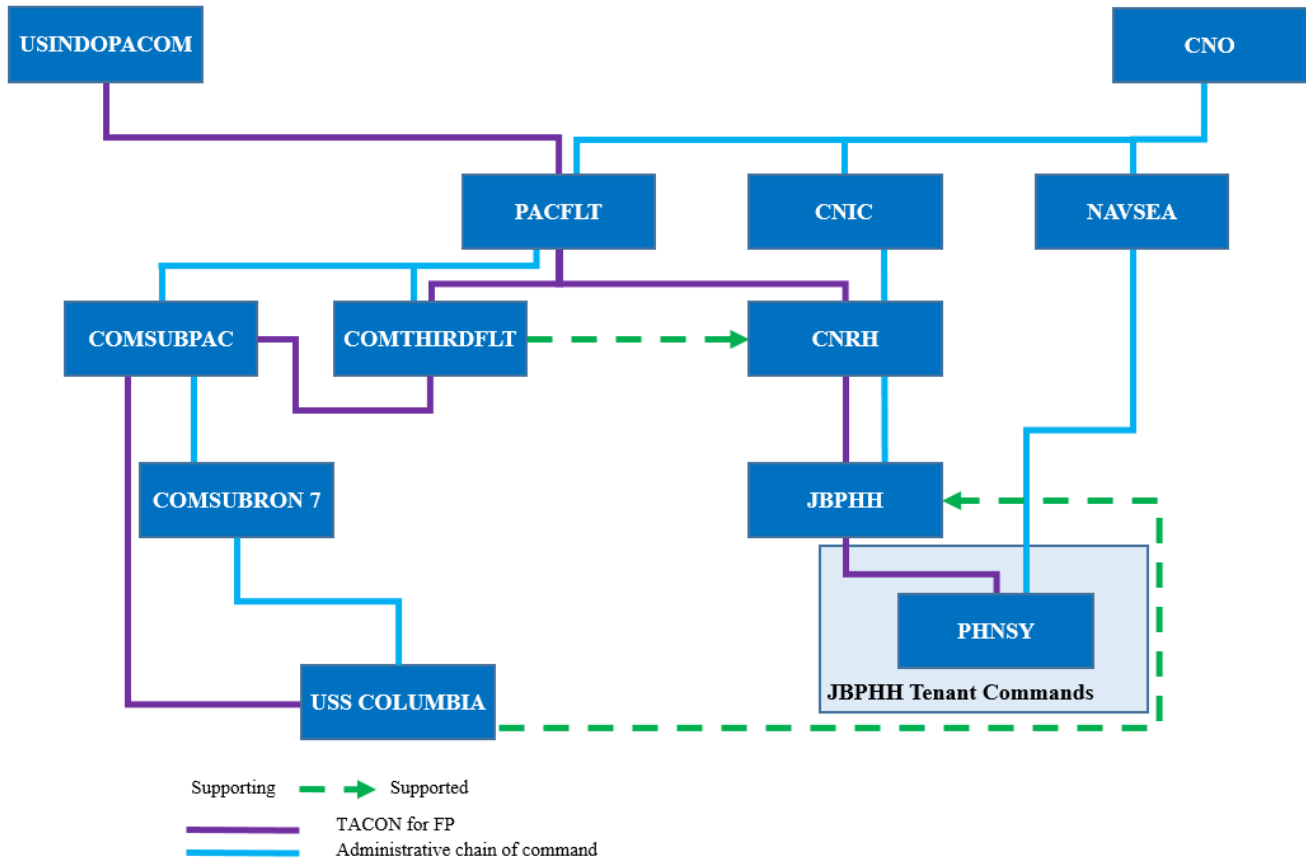 USINDOPACOM
CNO
PACFLT
CNIC
NAVSEA
COMSUBPAC
COMTHIRDFLT
CNRH
COMSUBRON 7
JBPHH
PHNSY
JBPHH Tenant Commands
USS COLUMBIA
Supporting
Supported
TACON for FP
Administrative chain of command